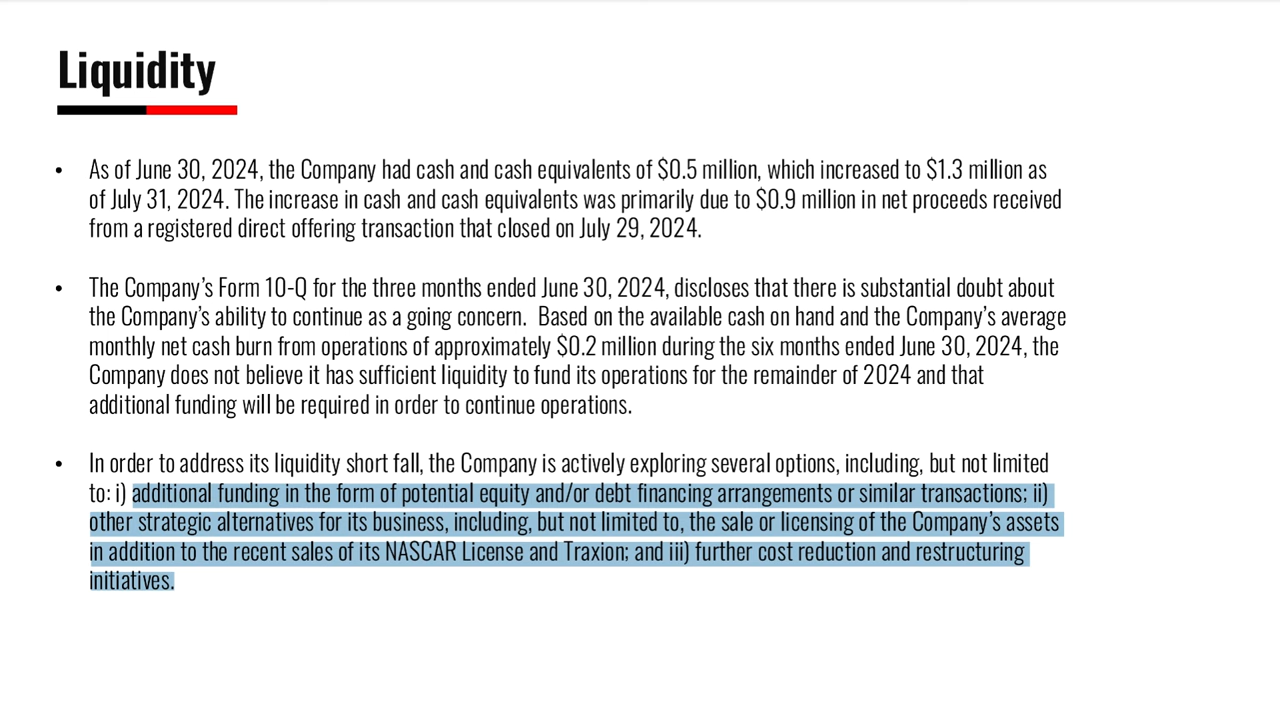 Liquidity
• As of June 30, 2024, the Company had cash and cash equivalents of $0.5 million, which increased to $1.3 million as
of July 31, 2024. The increase in cash and cash equivalents was primarily due to $0.9 million in net proceeds received
from a registered direct offering transaction that closed on July 29, 2024.
• The Company’s Form 10-Q for the three months ended June 30, 2024, discloses that there is substantial doubt about
the Company’s ability to continue as a going concern.  Based on the available cash on hand and the Company’s average
monthly net cash burn from operations of approximately $0.2 million during the six months ended June 30, 2024, the
Company does not believe it has sufficient liquidity to fund its operations for the remainder of 2024 and that
additional funding will be required in order to continue operations.
• In order to address its liquidity short fall, the Company is actively exploring several options, including, but not limited
to: i) additional funding in the form of potential equity and/or debt financing arrangements or similar transactions; ii)
other strategic alternatives for its business, including, but not limited to, the sale or licensing of the Company’s assets
in addition to the recent sales of its NASCAR License and Traxion; and iii) further cost reduction and restructuring
initiatives.